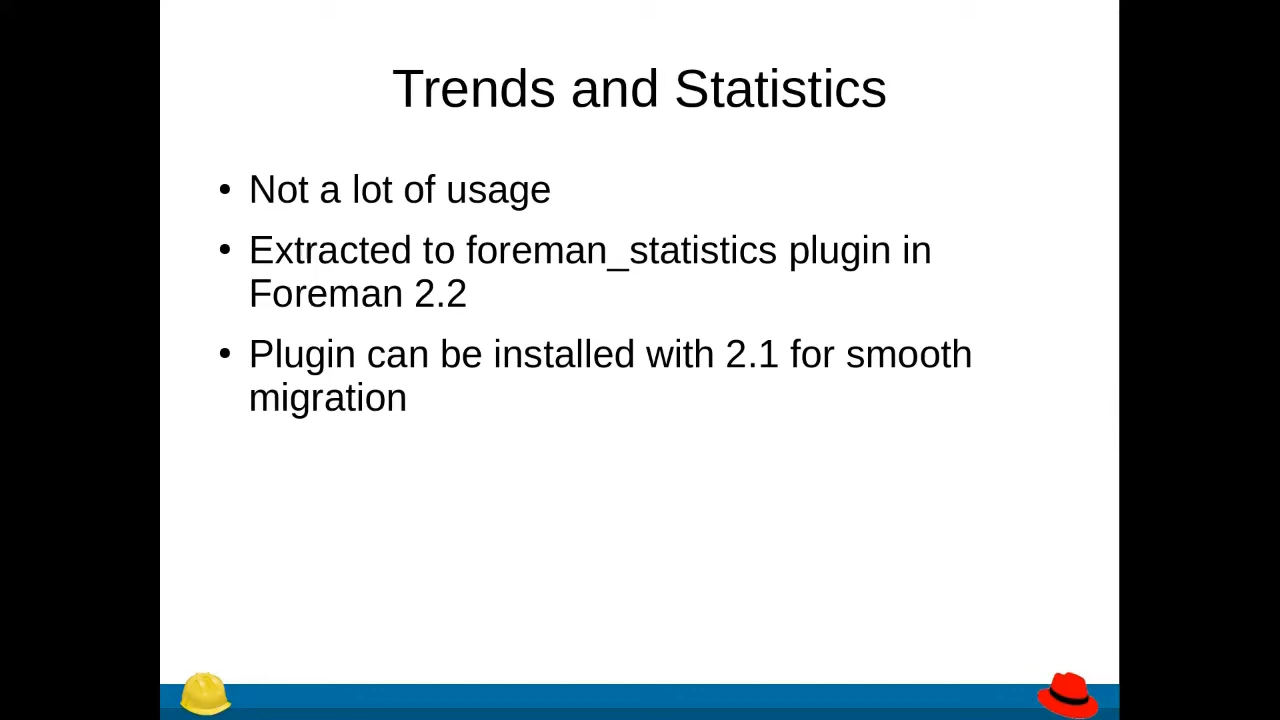 Trends and Statistics
• Not a lot of usage
• Extracted to foreman_statistics plugin in
Foreman 2.2
• Plugin can be installed with 2.1 for smooth
migration